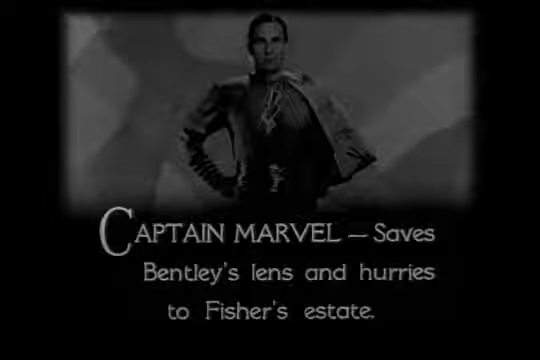 CAPTAIN MARVEL — Saves
Bentley's lens and hurries
to Fisher's estate.